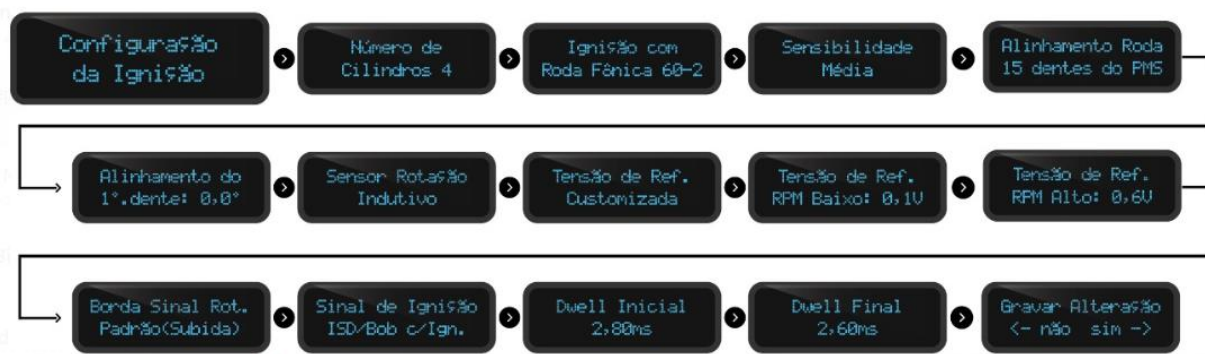 Configuração
da Ignição
Número de
Cilindros 4
Ignição com
Roda Fônica 60-2
Sensibilidade
Média
Alinhamento Roda
15 dentes do PMS
Alinhamento do
1°.dente: 0,0°
Sensor Rotação
Indutivo
Tensão de Ref.
Customizada
Tensão de Ref.
RPM Baixo: 0,1V
Tensão de Ref.
RPM Alto: 0,6V
Borda Sinal Rot.
Padrão(Subida)
Sinal de Ignição
ISD/Bob c/Ign.
Dwell Inicial
2,80ms
Dwell Final
2,60ms
Gravar Alteração
<- não sim ->